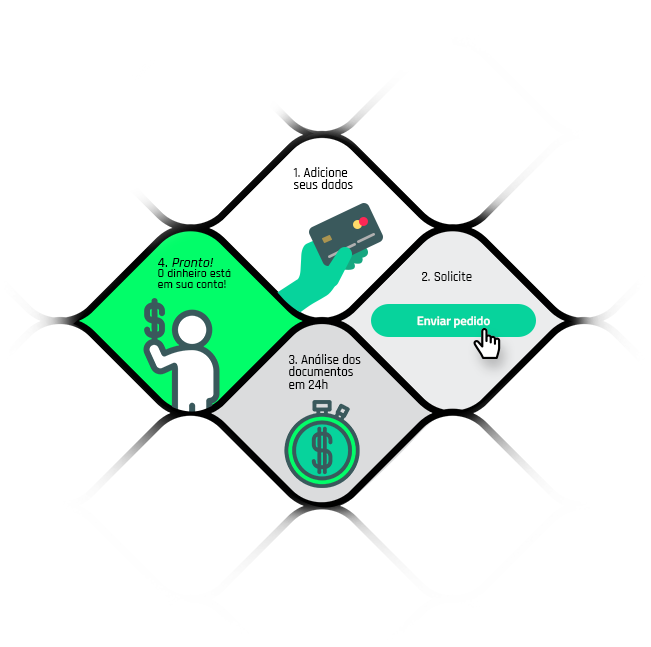 1. Adicione
seus dados
2. Solicite
Enviar pedido
3. Análise dos
documentos
em 24h
4. Pronto!
O dinheiro está
em sua conta!